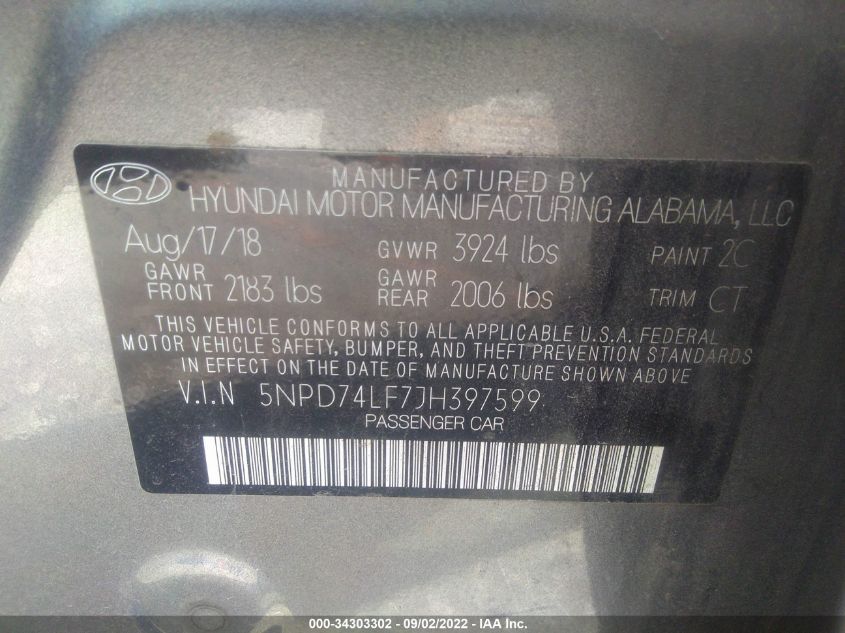 MANUFACTURED BY
HYUNDAI MOTOR MANUFACTURING ALABAMA, LLC
Aug/17/18 GVWR 3924 lbs PAINT 2C
GAWR FRONT 2183 lbs GAWR REAR 2006 lbs TRIM CT
THIS VEHICLE CONFORMS TO ALL APPLICABLE U.S.A. FEDERAL
MOTOR VEHICLE SAFETY, BUMPER, AND THEFT PREVENTION STANDARDS
IN EFFECT ON THE DATE OF MANUFACTURE SHOWN ABOVE
V.I.N 5NPD74LF7JH397599
PASSENGER CAR
000-34303302 - 09/02/2022 - IAA Inc.